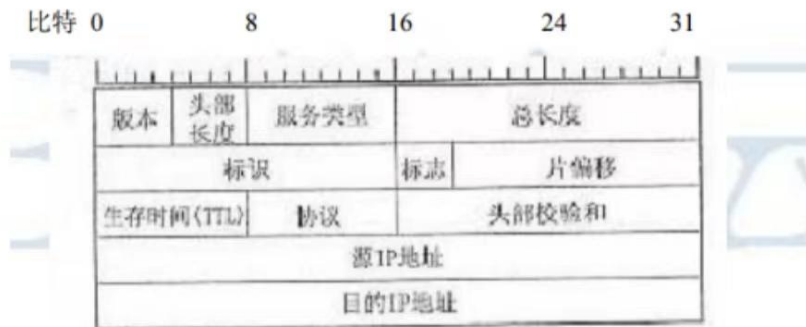 比特 0 8 16 24 31
版本 头部长度 服务类型 总长度
标识 标志 片偏移
生存时间(TTL) 协议 头部校验和
源IP地址
目的IP地址